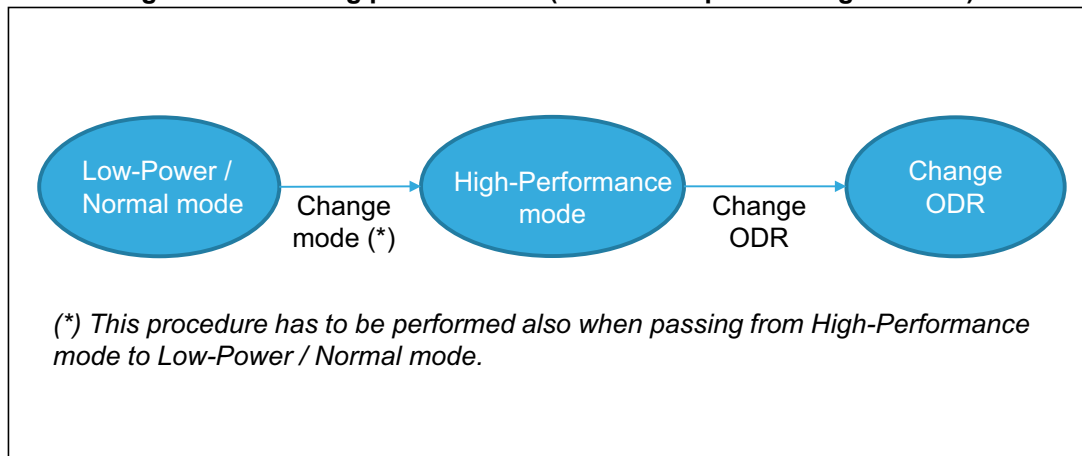 Low-Power /
Normal mode
Change
mode (*)
High-Performance
mode
Change
ODR
Change
ODR
(*) This procedure has to be performed also when passing from High-Performance
mode to Low-Power / Normal mode.